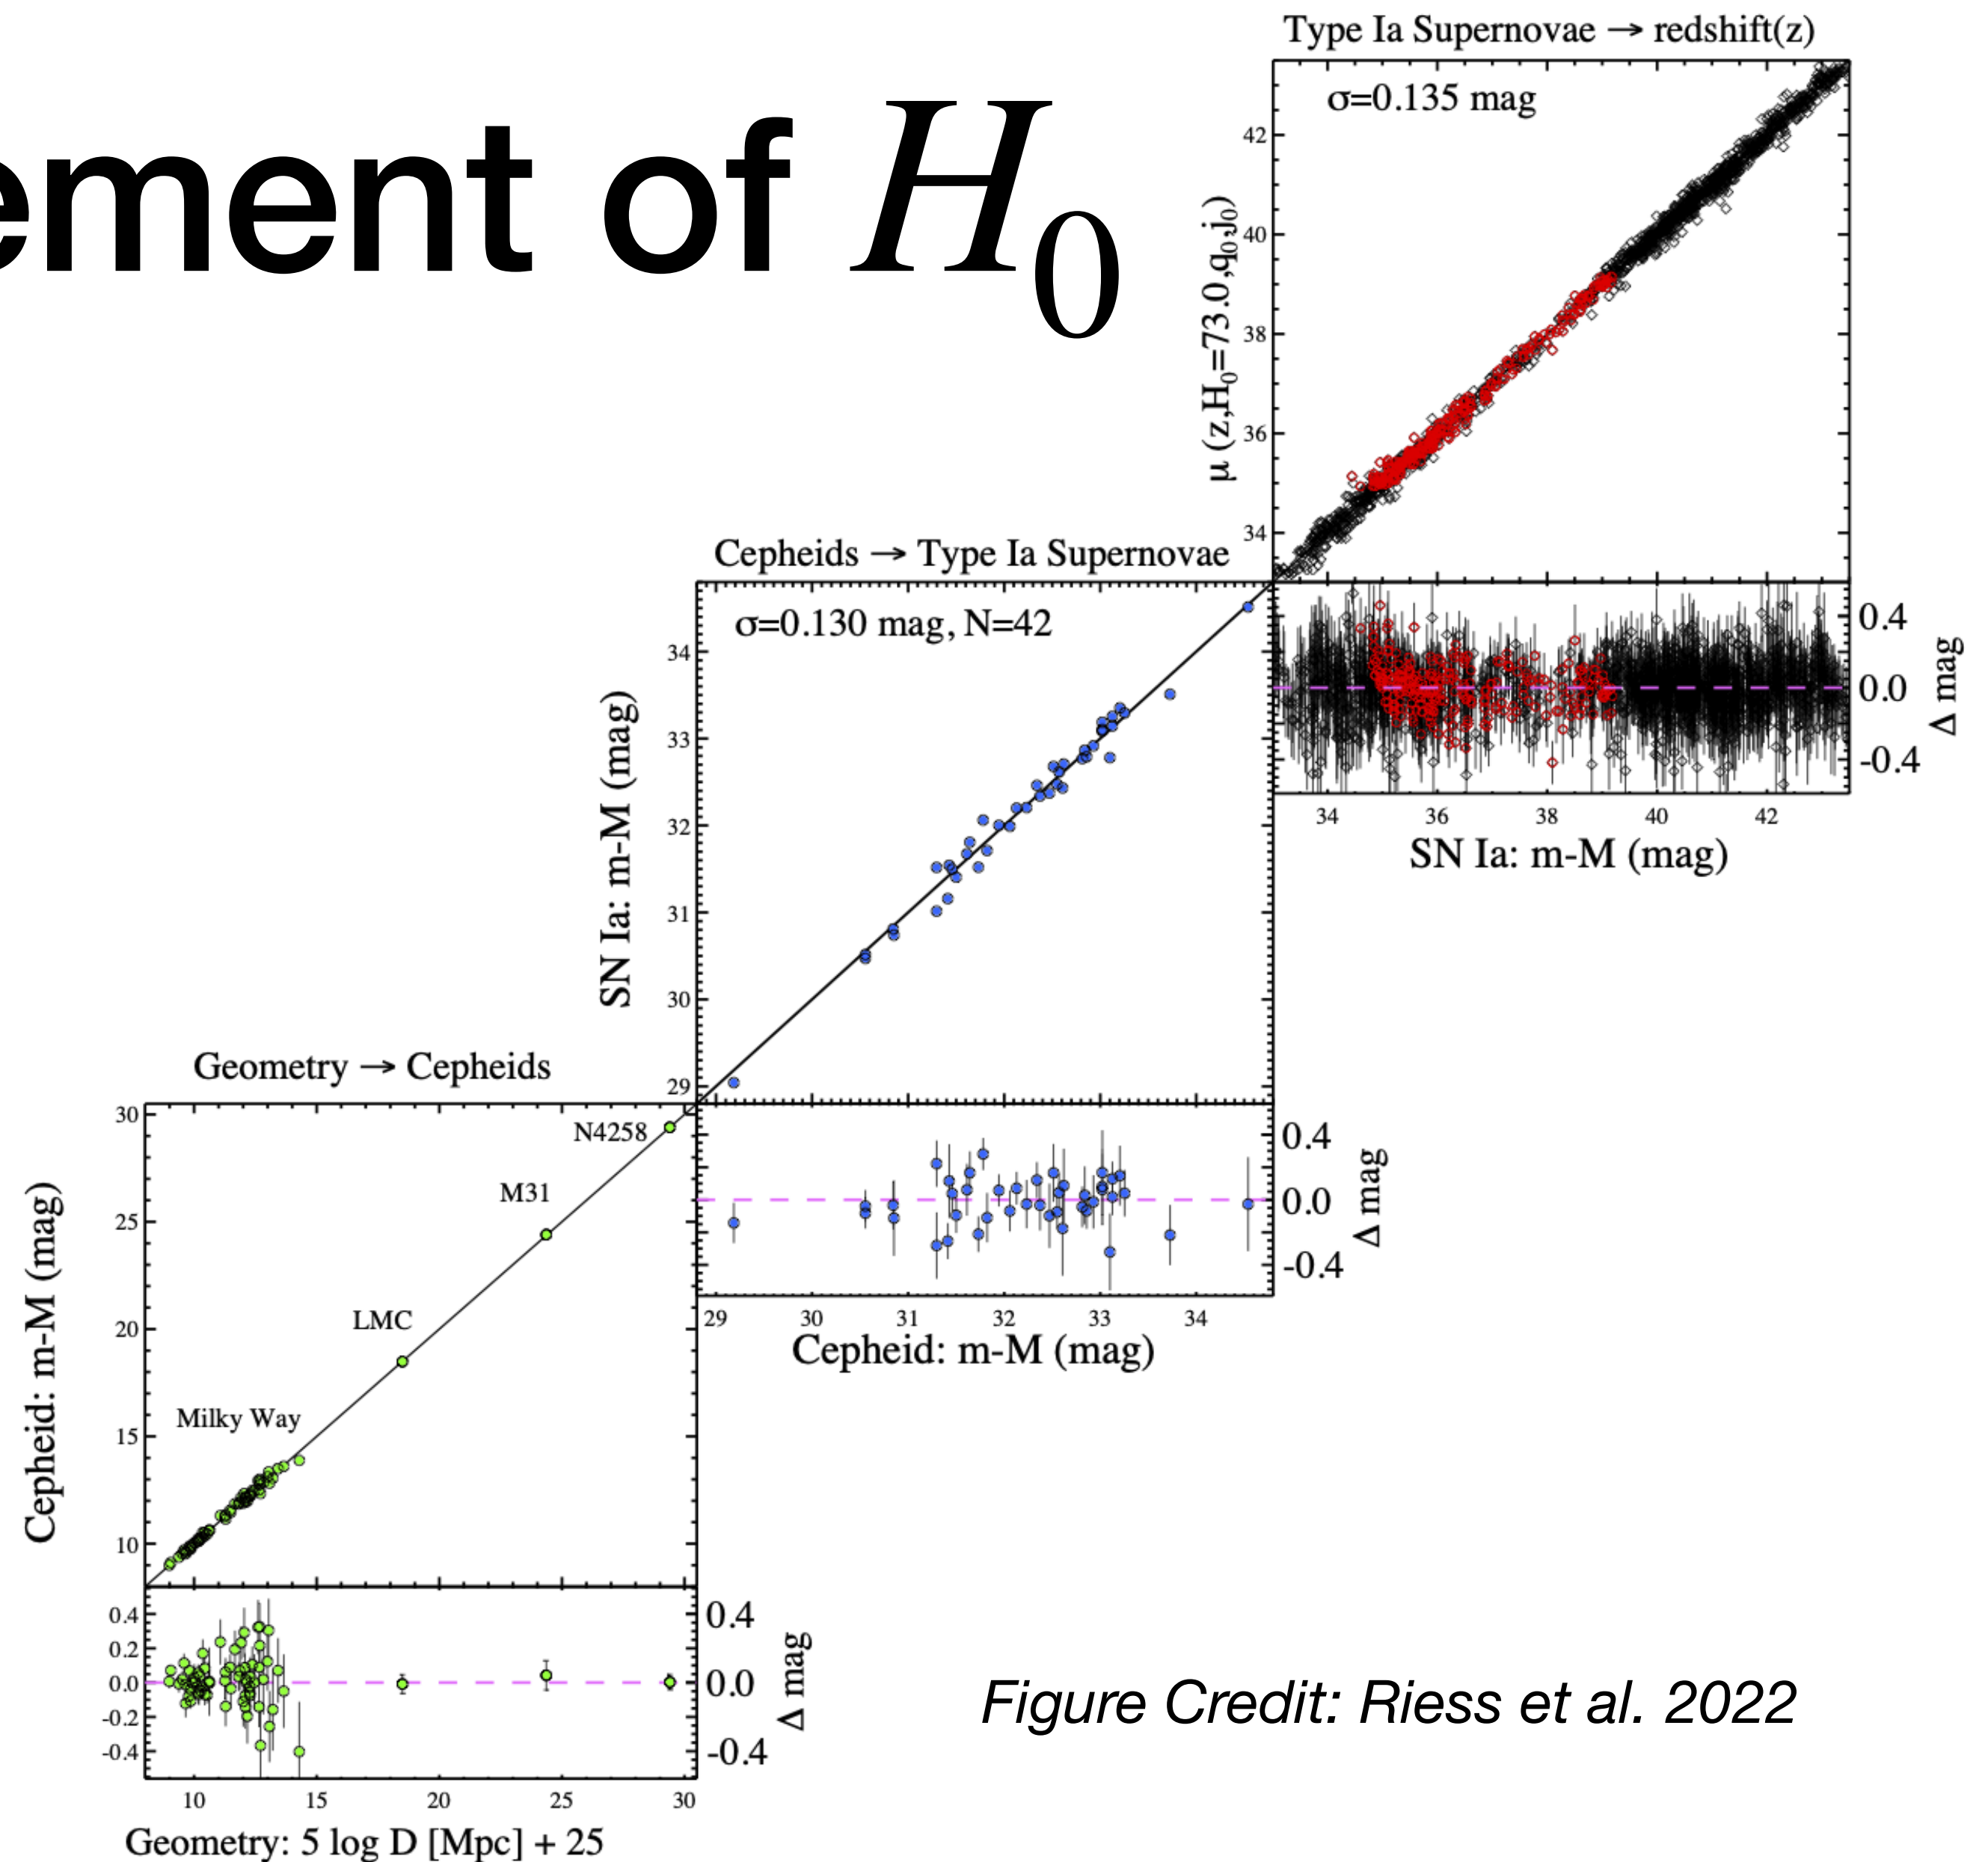 Type Ia Supernovae → redshift(z)
ement of H₀
σ=0.135 mag
μ (z,H₀=73.0,q₀,j₀)
42
40
38
36
34
0.4
0.0
-0.4
Δ mag
34 36 38 40 42
SN Ia: m-M (mag)
Cepheids → Type Ia Supernovae
σ=0.130 mag, N=42
SN Ia: m-M (mag)
34
33
32
31
30
29
0.4
0.0
-0.4
Δ mag
29 30 31 32 33 34
Cepheid: m-M (mag)
Geometry → Cepheids
N4258
M31
LMC
Milky Way
Cepheid: m-M (mag)
30
25
20
15
10
0.4
0.2
0.0
-0.2
-0.4
0.4
0.0
-0.4
Δ mag
10 15 20 25 30
Geometry: 5 log D [Mpc] + 25
Figure Credit: Riess et al. 2022